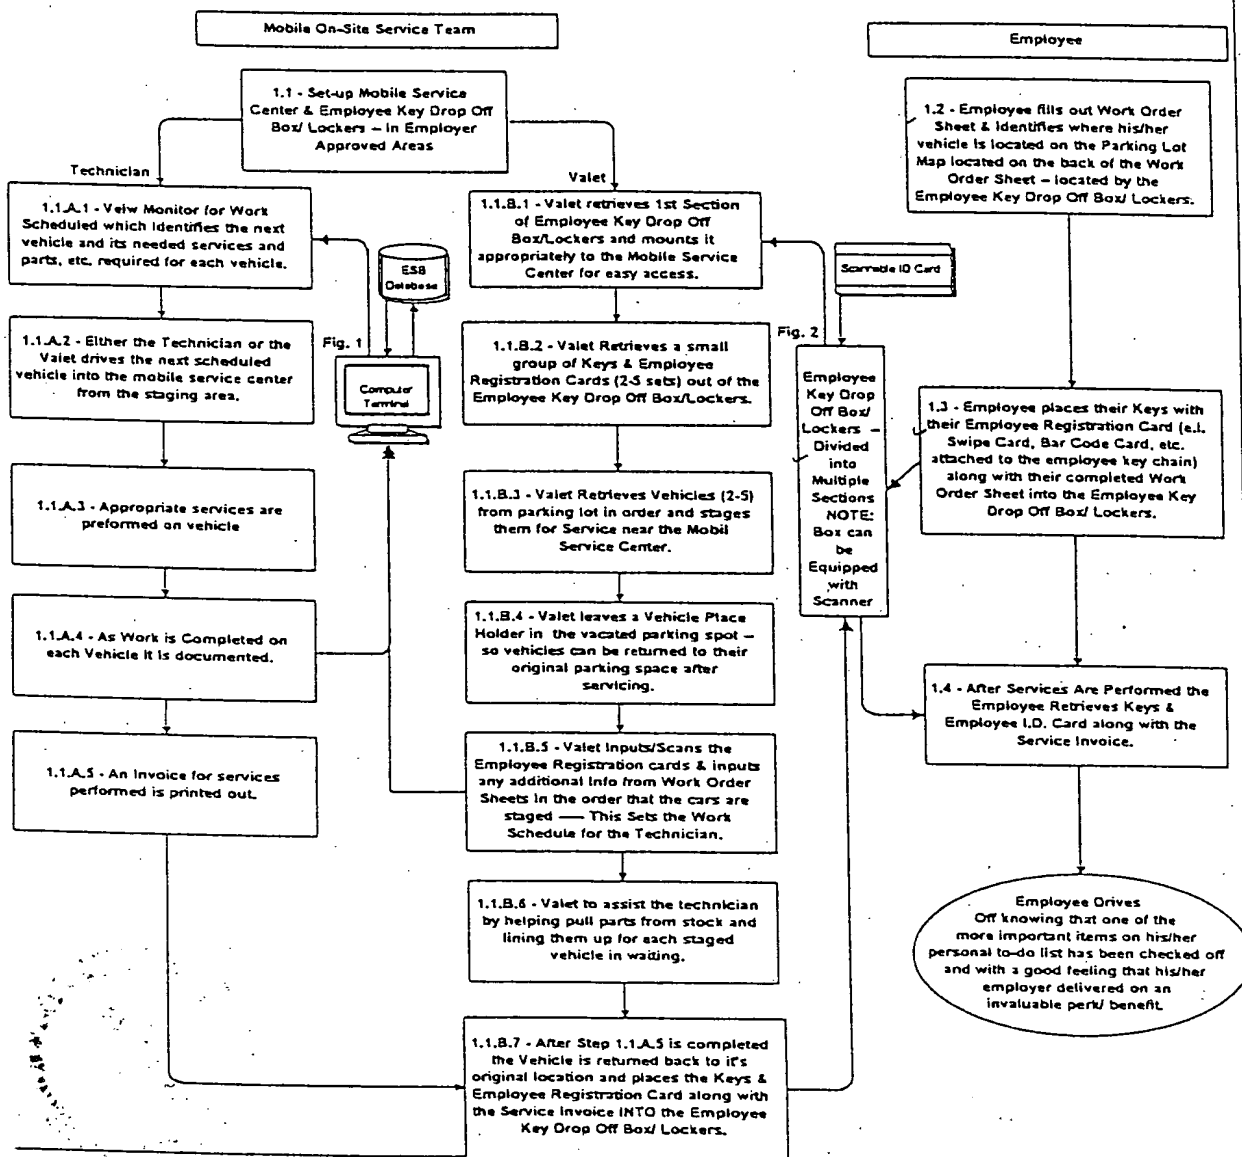 Mobile On-Site Service Team
Employee
1.1 - Set-up Mobile Service
Center & Employee Key Drop Off
Box/ Lockers - In Employer
Approved Areas
Technician
Valet
1.1.A.1 - Veiw Monitor for Work
Scheduled which Identifies the next
vehicle and its needed services and
parts, etc. required for each vehicle.
1.1.A.2 - Either the Technician or the
Valet drives the next scheduled
vehicle into the mobile service center
from the staging area.
1.1.A.3 - Appropriate services are
preformed on vehicle
1.1.A.4 - As Work is Completed on
each Vehicle it is documented.
1.1.A.5 - An Invoice for services
performed is printed out.
ESB
Database
Fig. 1
Computer
Terminal
1.1.B.1 - Valet retrieves 1st Section
of Employee Key Drop Off
Box/Lockers and mounts it
appropriately to the Mobile Service
Center for easy access.
1.1.B.2 - Valet Retrieves a small
group of Keys & Employee
Registration Cards (2-5 sets) out of the
Employee Key Drop Off Box/Lockers.
1.1.B.3 - Valet Retrieves Vehicles (2-5)
from parking lot in order and stages
them for Service near the Mobil
Service Center.
1.1.B.4 - Valet leaves a Vehicle Place
Holder in the vacated parking spot -
so vehicles can be returned to their
original parking space after
servicing.
1.1.B.5 - Valet Inputs/Scans the
Employee Registration cards & inputs
any additional Info from Work Order
Sheets in the order that the cars are
staged -- This Sets the Work
Schedule for the Technician.
1.1.B.6 - Valet to assist the technician
by helping pull parts from stock and
lining them up for each staged
vehicle in waiting.
1.1.B.7 - After Step 1.1.A.5 is completed
the Vehicle is returned back to it's
original location and places the Keys &
Employee Registration Card along with
the Service Invoice INTO the Employee
Key Drop Off Box/ Lockers.
Scannable ID Card
Fig. 2
Employee
Key Drop
Off Box/
Lockers -
Divided
into
Multiple
Sections
NOTE:
Box can
be
Equipped
with
Scanner
1.2 - Employee fills out Work Order
Sheet & Identifies where his/her
vehicle is located on the Parking Lot
Map located on the back of the Work
Order Sheet - located by the
Employee Key Drop Off Box/ Lockers.
1.3 - Employee places their Keys with
their Employee Registration Card (e.i.
Swipe Card, Bar Code Card, etc.
attached to the employee key chain)
along with their completed Work
Order Sheet into the Employee Key
Drop Off Box/ Lockers.
1.4 - After Services Are Performed the
Employee Retrieves Keys &
Employee I.D. Card along with the
Service Invoice.
Employee Drives
Off knowing that one of the
more important items on his/her
personal to-do list has been checked off
and with a good feeling that his/her
employer delivered on an
invaluable perk/ benefit.